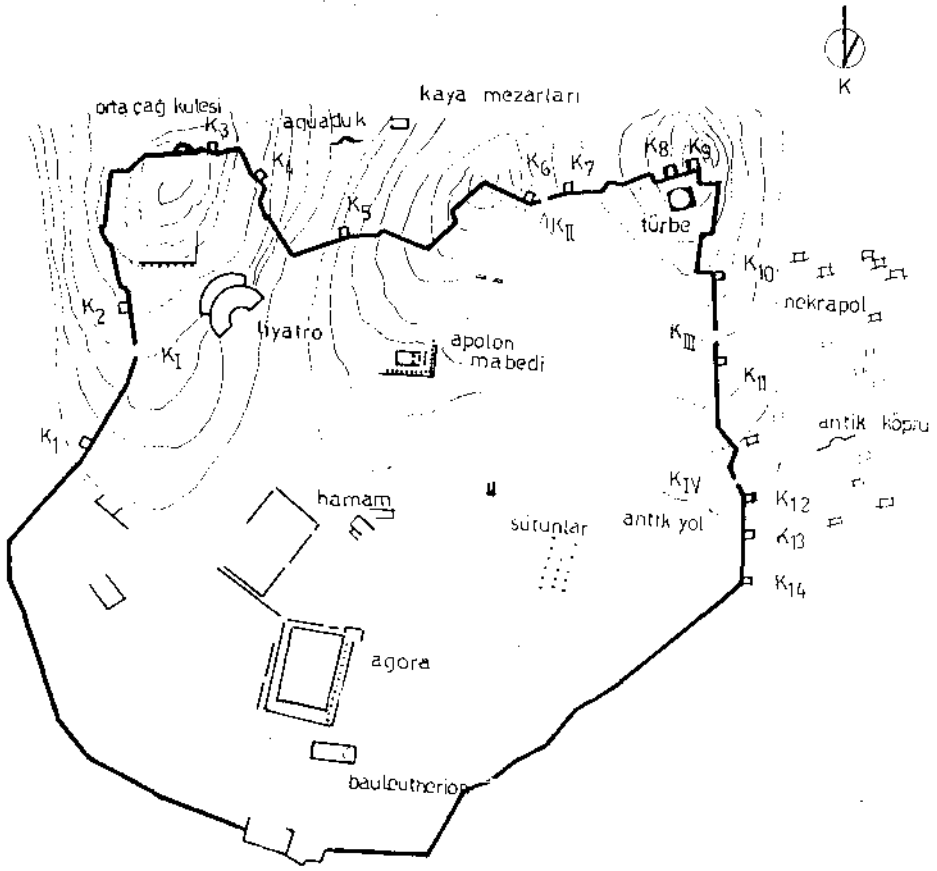 K
kaya mezarları
orta çağ kulesi
aquaduk
K3
K4
K5
K6
K7
K8
K9
KII
türbe
K10
nekrapol
K2
KI
tiyatro
apolon
mabedi
KIII
K11
K1
antik köprü
hamam
KIV
K12
sütunlar
antik yol
K13
K14
agora
bauleutherion